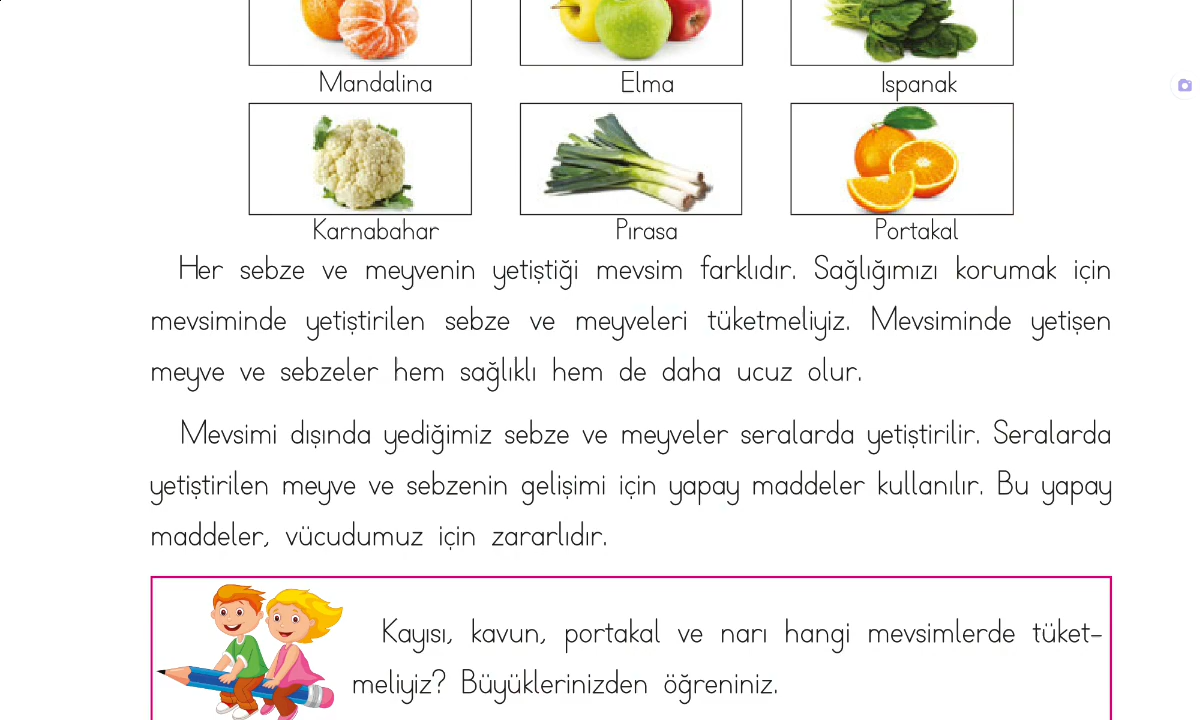 Mandalina Elma Ispanak
Karnabahar Pırasa Portakal
Her sebze ve meyvenin yetiştiği mevsim farklıdır. Sağlığımızı korumak için
mevsiminde yetiştirilen sebze ve meyveleri tüketmeliyiz. Mevsiminde yetişen
meyve ve sebzeler hem sağlıklı hem de daha ucuz olur.
Mevsimi dışında yediğimiz sebze ve meyveler seralarda yetiştirilir. Seralarda
yetiştirilen meyve ve sebzenin gelişimi için yapay maddeler kullanılır. Bu yapay
maddeler, vücudumuz için zararlıdır.
Kayısı, kavun, portakal ve narı hangi mevsimlerde tüket-
meliyiz? Büyüklerinizden öğreniniz.